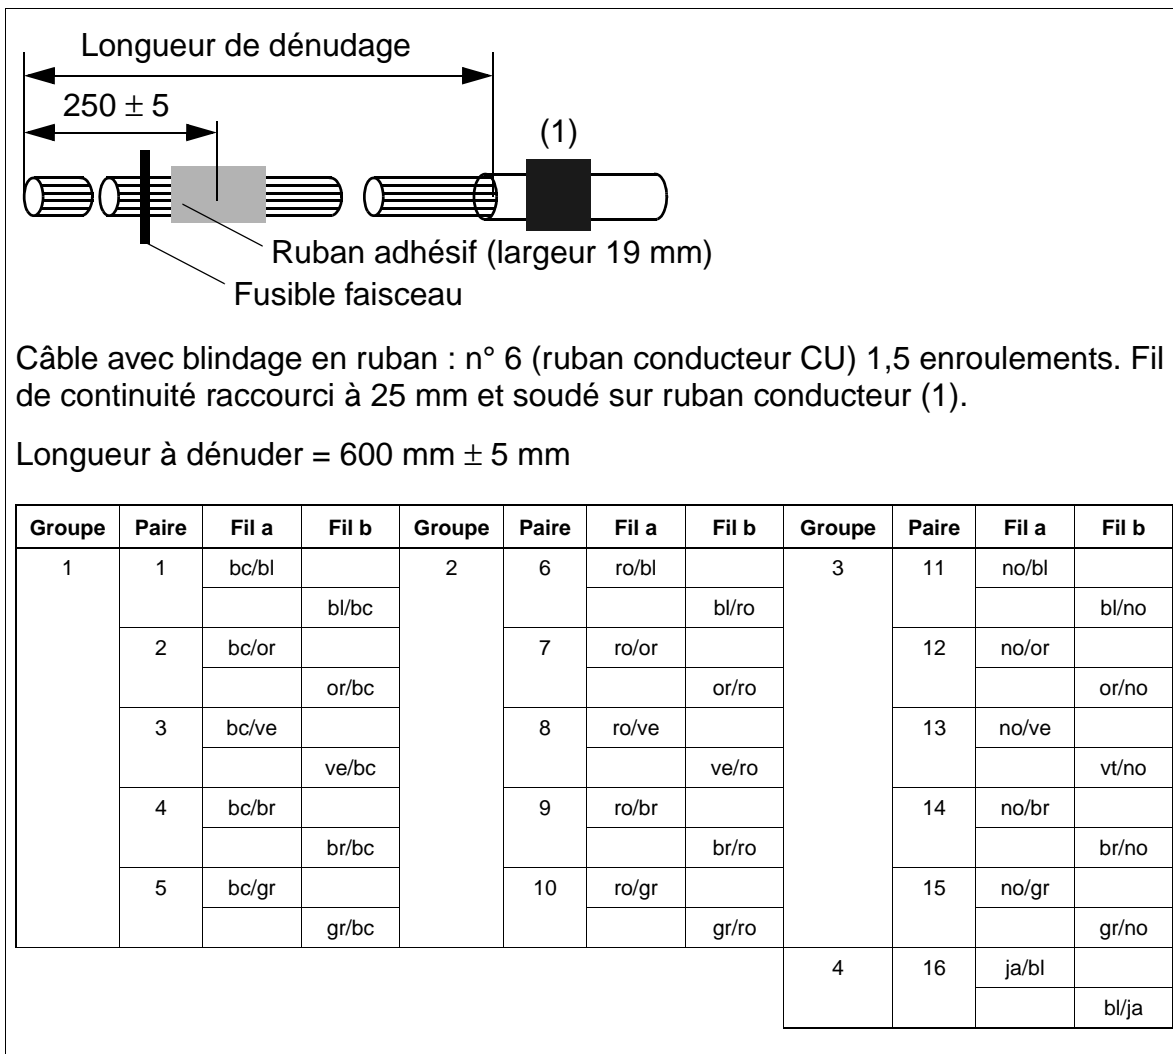 Longueur de dénudage
250 ± 5
(1)
Ruban adhésif (largeur 19 mm)
Fusible faisceau
Câble avec blindage en ruban : n° 6 (ruban conducteur CU) 1,5 enroulements. Fil
de continuité raccourci à 25 mm et soudé sur ruban conducteur (1).
Longueur à dénuder = 600 mm ± 5 mm
Groupe Paire Fil a Fil b Groupe Paire Fil a Fil b Groupe Paire Fil a Fil b
1 1 bc/bl 2 6 ro/bl 3 11 no/bl
bl/bc bl/ro bl/no
2 bc/or 7 ro/or 12 no/or
or/bc or/ro or/no
3 bc/ve 8 ro/ve 13 no/ve
ve/bc ve/ro vt/no
4 bc/br 9 ro/br 14 no/br
br/bc br/ro br/no
5 bc/gr 10 ro/gr 15 no/gr
gr/bc gr/ro gr/no
4 16 ja/bl
bl/ja